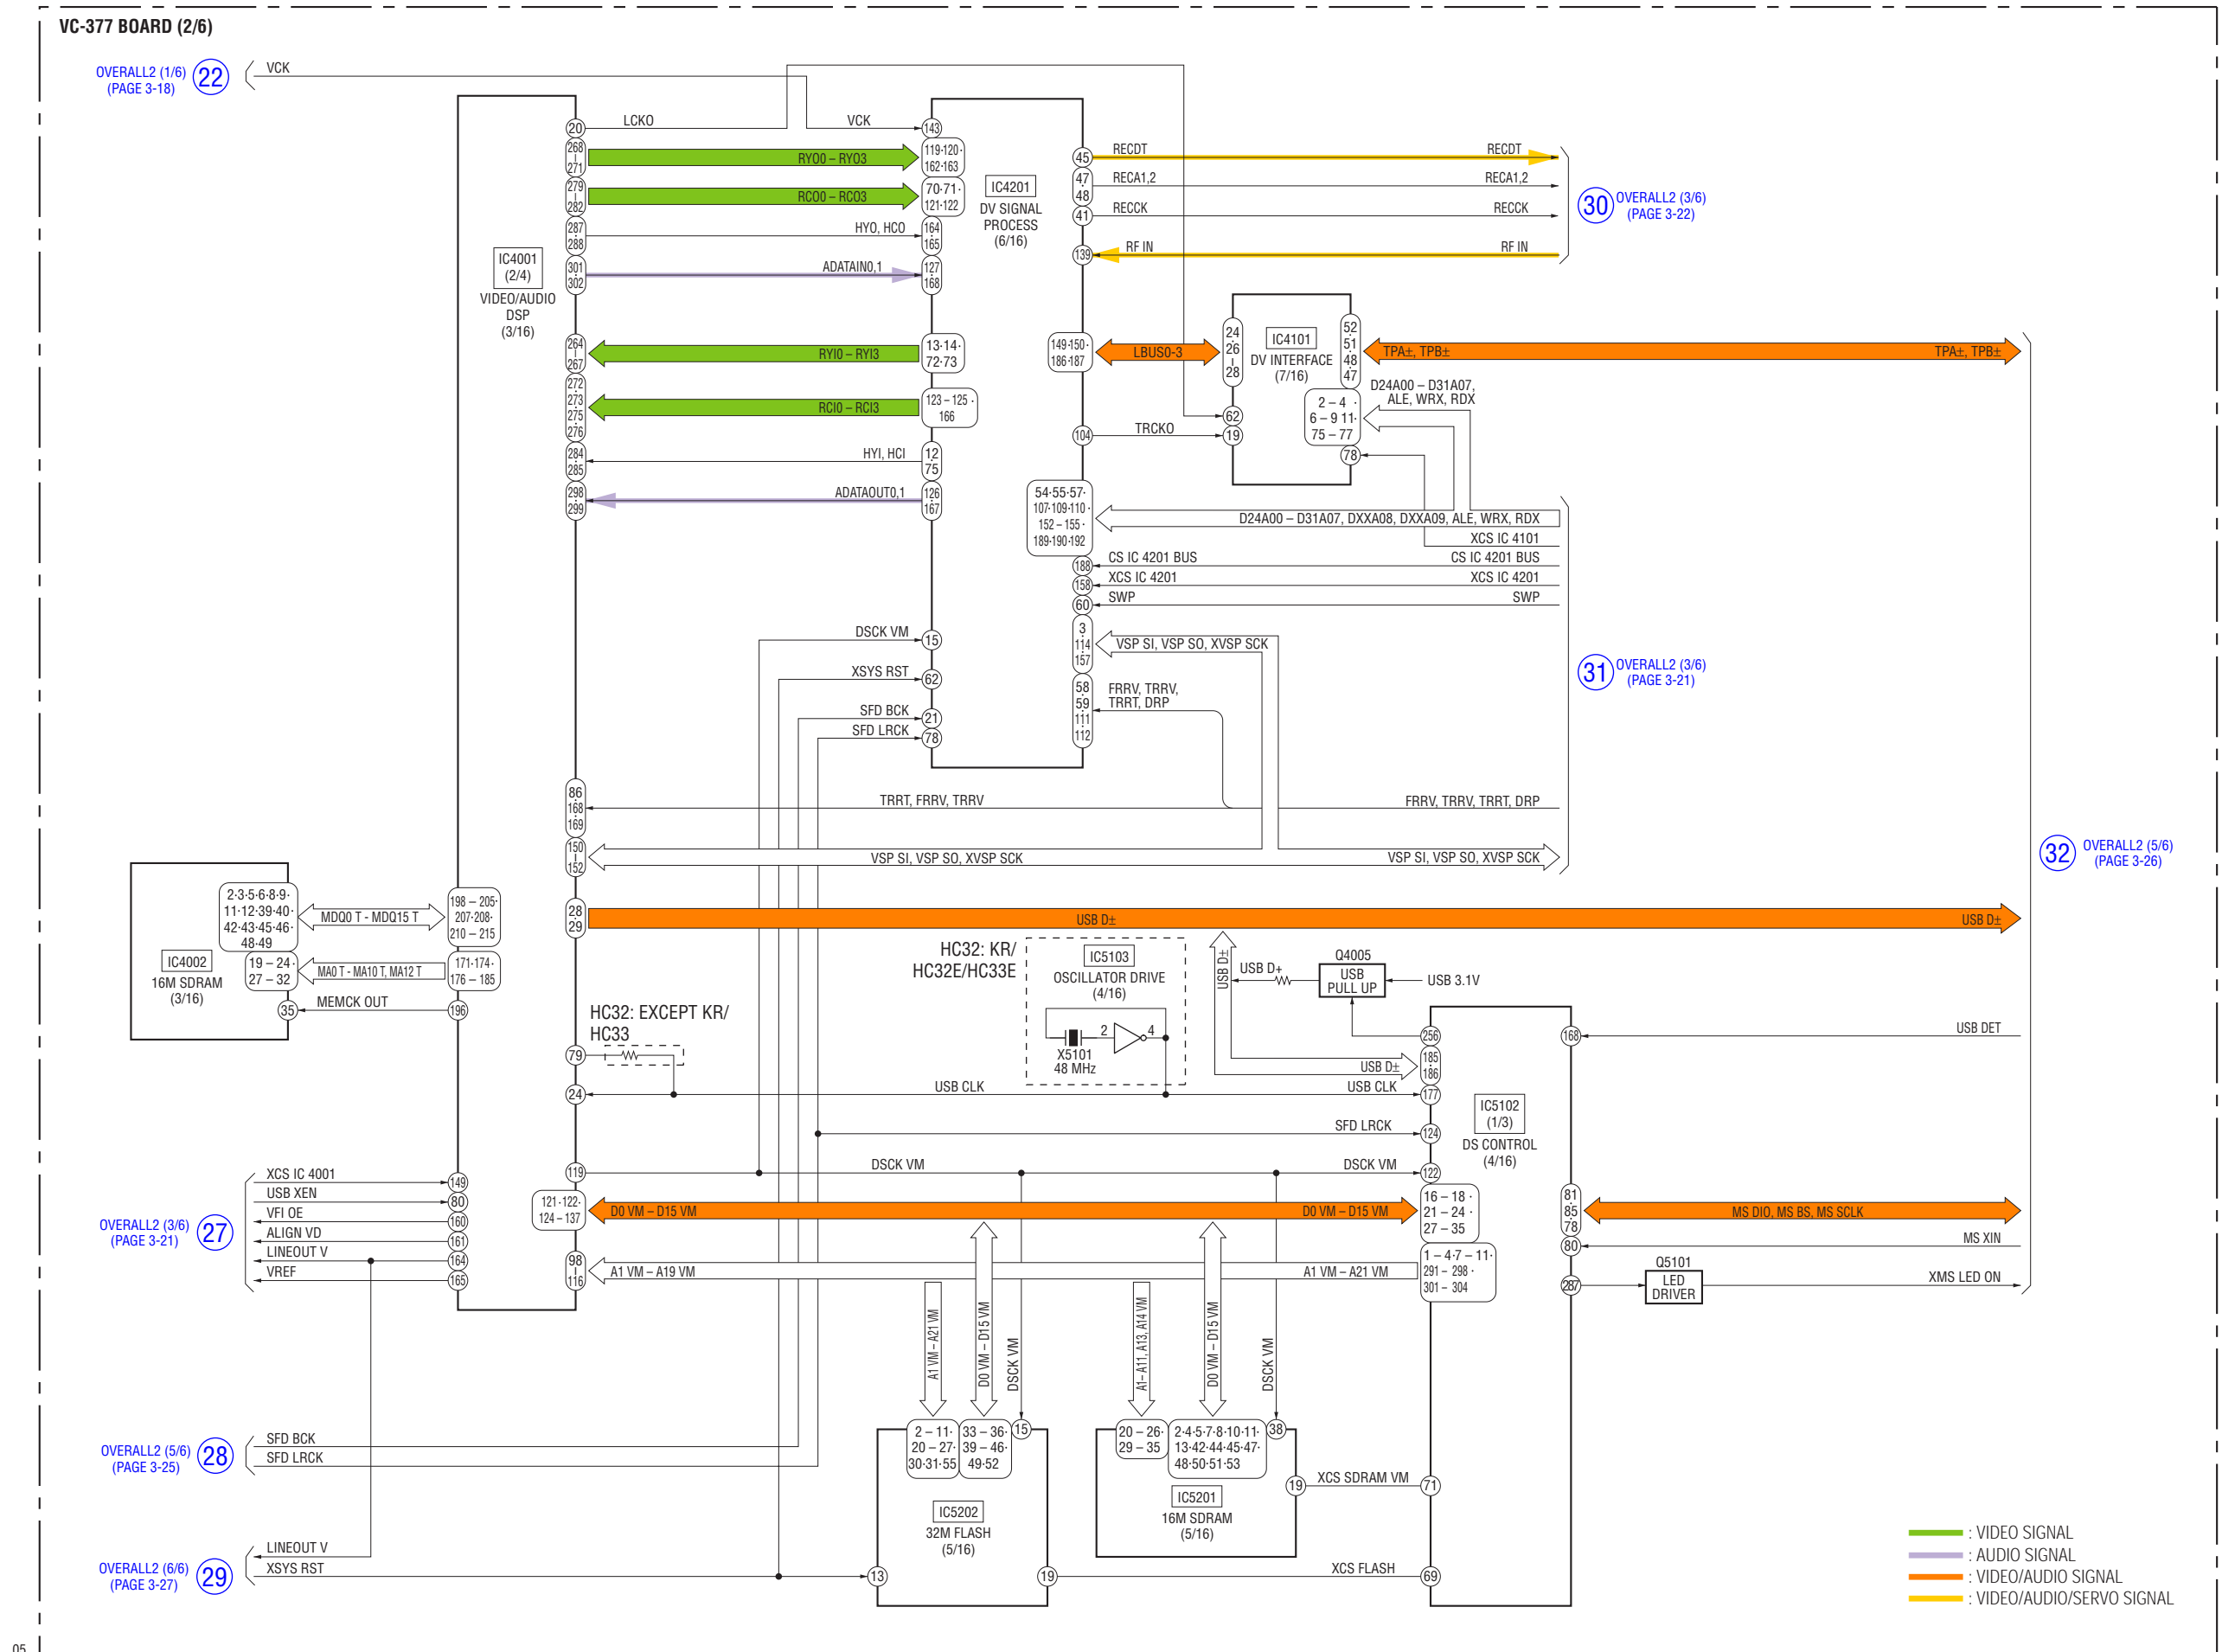 VC-377 BOARD (2/6)
OVERALL2 (1/6)
(PAGE 3-18)
22
VCK
LCKO
VCK
20
268
271
279
282
287
288
301
302
264
267
272
273
275
276
284
285
298
299
RYO0 – RYO3
RCO0 – RCO3
HYO, HCO
ADATAIN0,1
RYI0 – RYI3
RCI0 – RCI3
HYI, HCI
ADATAOUT0,1
IC4001
(2/4)
VIDEO/AUDIO
DSP
(3/16)
143
119·120·
162·163
70·71·
121·122
164
165
127
168
13·14·
72·73
123 – 125 ·
166
12
75
126
167
IC4201
DV SIGNAL
PROCESS
(6/16)
45
47
48
41
139
149·150·
186·187
104
54·55·57·
107·109·110 ·
152 – 155 ·
189·190·192
188
158
60
3
114
157
58
59
111
112
RECDT
RECDT
RECA1,2
RECA1,2
RECCK
RECCK
RF IN
RF IN
30
OVERALL2 (3/6)
(PAGE 3-22)
LBUS0-3
TRCKO
24
26
28
62
19
IC4101
DV INTERFACE
(7/16)
52
51
48
47
2 – 4 ·
6 – 9 11·
75 – 77
78
TPA±, TPB±
TPA±, TPB±
D24A00 – D31A07,
ALE, WRX, RDX
D24A00 – D31A07, DXXA08, DXXA09, ALE, WRX, RDX
XCS IC 4101
CS IC 4201 BUS
CS IC 4201 BUS
XCS IC 4201
XCS IC 4201
SWP
SWP
VSP SI, VSP SO, XVSP SCK
FRRV, TRRV,
TRRT, DRP
31
OVERALL2 (3/6)
(PAGE 3-21)
DSCK VM
15
XSYS RST
62
SFD BCK
21
SFD LRCK
78
86
168
169
TRRT, FRRV, TRRV
FRRV, TRRV, TRRT, DRP
150
152
VSP SI, VSP SO, XVSP SCK
VSP SI, VSP SO, XVSP SCK
32
OVERALL2 (5/6)
(PAGE 3-26)
2·3·5·6·8·9·
11·12·39·40·
42·43·45·46·
48·49
19 – 24 ·
27 – 32
35
IC4002
16M SDRAM
(3/16)
MDQ0 T - MDQ15 T
MA0 T - MA10 T, MA12 T
MEMCK OUT
198 – 205·
207·208·
210 – 215
171·174·
176 – 185
196
28
29
USB D±
USB D±
HC32: KR/
HC32E/HC33E
IC5103
OSCILLATOR DRIVE
(4/16)
2
4
X5101
48 MHz
USB D±
USB D+
Q4005
USB
PULL UP
USB 3.1V
HC32: EXCEPT KR/
HC33
79
24
USB CLK
USB CLK
USB D±
SFD LRCK
119
DSCK VM
DSCK VM
121·122·
124 – 137
D0 VM – D15 VM
D0 VM – D15 VM
98
116
A1 VM – A19 VM
A1 VM – A21 VM
256
185
186
177
124
122
16 – 18 ·
21 – 24 ·
27 – 35
1 – 4·7 – 11·
291 – 298 ·
301 – 304
IC5102
(1/3)
DS CONTROL
(4/16)
168
USB DET
81
85
78
MS DIO, MS BS, MS SCLK
80
MS XIN
287
Q5101
LED
DRIVER
XMS LED ON
XCS IC 4001
USB XEN
VFI OE
ALIGN VD
LINEOUT V
VREF
149
80
160
161
164
165
OVERALL2 (3/6)
(PAGE 3-21)
27
A1 VM – A21 VM
D0 VM – D15 VM
DSCK VM
A1– A11, A13, A14 VM
D0 VM – D15 VM
DSCK VM
OVERALL2 (5/6)
(PAGE 3-25)
28
SFD BCK
SFD LRCK
2 – 11·
20 – 27·
30·31·55
33 – 36·
39 – 46·
49·52
15
IC5202
32M FLASH
(5/16)
20 – 26·
29 – 35
2·4·5·7·8·10·11·
13·42·44·45·47·
48·50·51·53
38
IC5201
16M SDRAM
(5/16)
19
XCS SDRAM VM
71
OVERALL2 (6/6)
(PAGE 3-27)
29
LINEOUT V
XSYS RST
13
19
XCS FLASH
69
: VIDEO SIGNAL
: AUDIO SIGNAL
: VIDEO/AUDIO SIGNAL
: VIDEO/AUDIO/SERVO SIGNAL
05